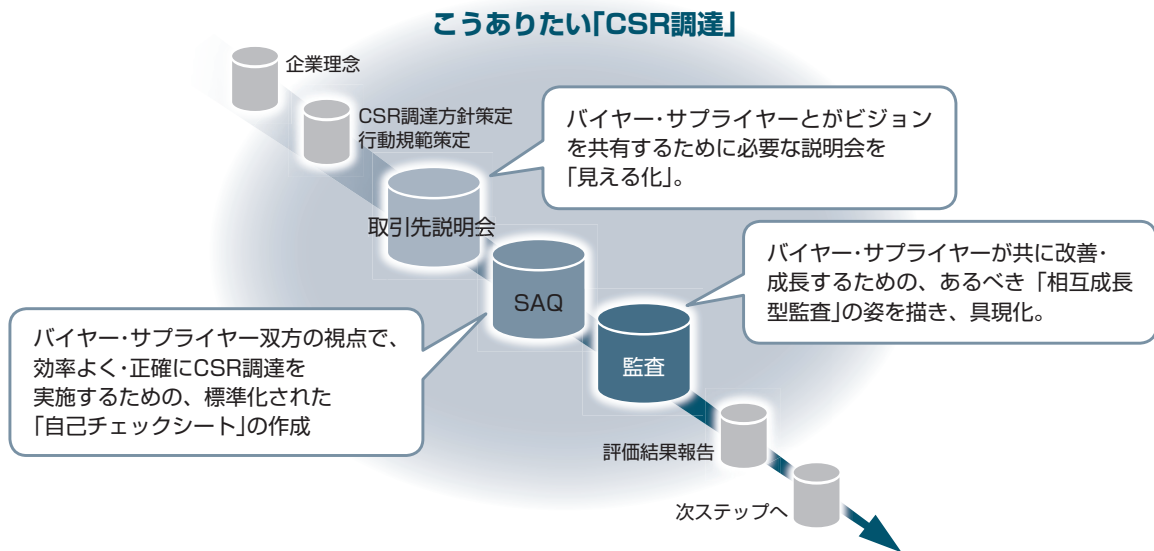 こうありたい「CSR調達」
企業理念
CSR調達方針策定
行動規範策定
バイヤー・サプライヤーとがビジョン
を共有するために必要な説明会を
「見える化」。
取引先説明会
バイヤー・サプライヤーが共に改善・
成長するための、あるべき「相互成長
型監査」の姿を描き、具現化。
SAQ
バイヤー・サプライヤー双方の視点で、
効率よく・正確にCSR調達を
実施するための、標準化された
「自己チェックシート」の作成
監査
評価結果報告
次ステップへ